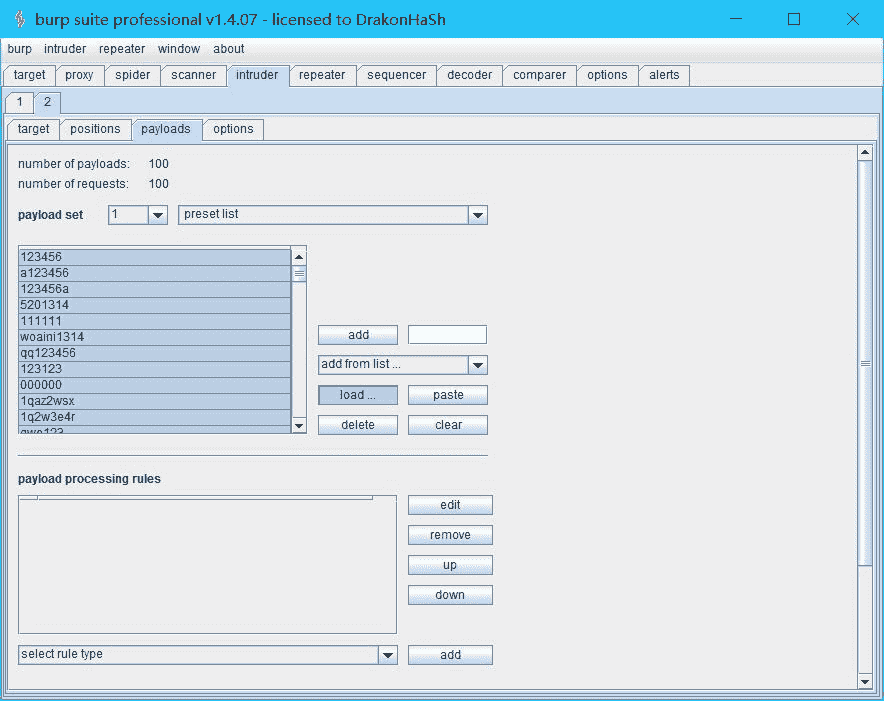 burp suite professional v1.4.07 - licensed to DrakonHaSh
burp intruder repeater window about
target proxy spider scanner intruder repeater sequencer decoder comparer options alerts
1 2
target positions payloads options
number of payloads: 100
number of requests: 100
payload set 1 preset list
123456
a123456
123456a
5201314
111111
woaini1314
qq123456
123123
000000
1qaz2wsx
1q2w3e4r
qwe123
add
add from list ...
load ... paste
delete clear
payload processing rules
edit
remove
up
down
select rule type add